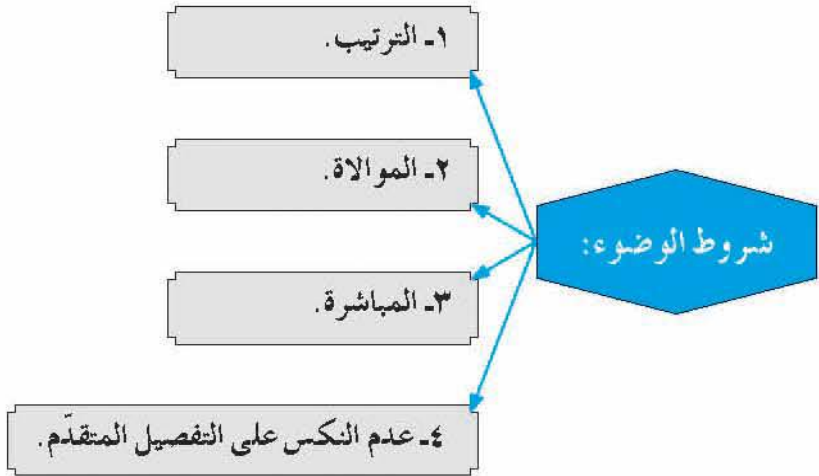 شروط الوضوء:
١ـ الترتيب.
٢ـ الموالاة.
٣ـ المباشرة.
٤ـ عدم النكس على التفصيل المتقدّم.